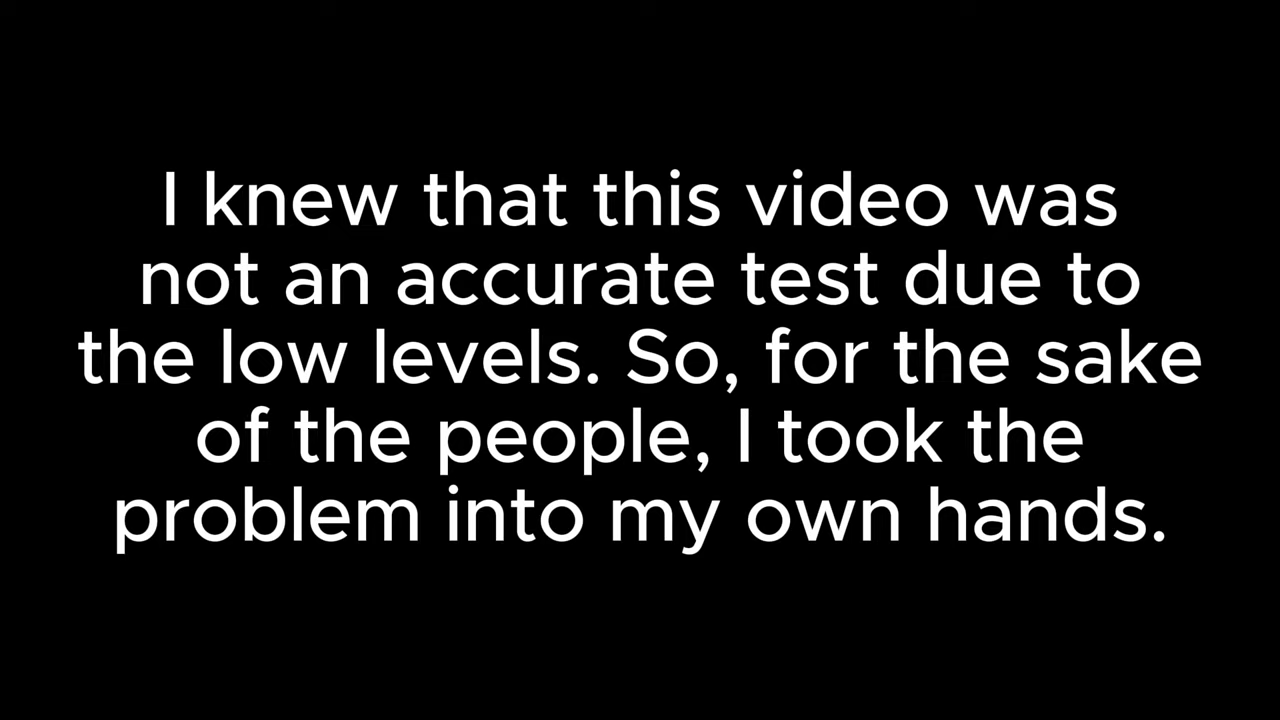 I knew that this video was
not an accurate test due to
the low levels. So, for the sake
of the people, I took the
problem into my own hands.